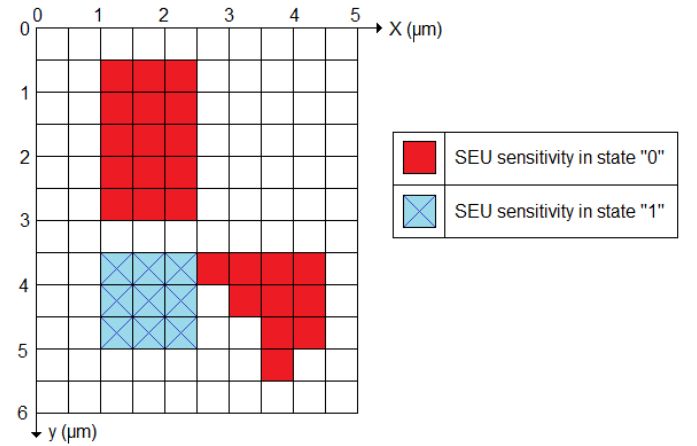 0 1 2 3 4 5
X (µm)
0
1
2
3
4
5
6
y (µm)
SEU sensitivity in state "0"
SEU sensitivity in state "1"